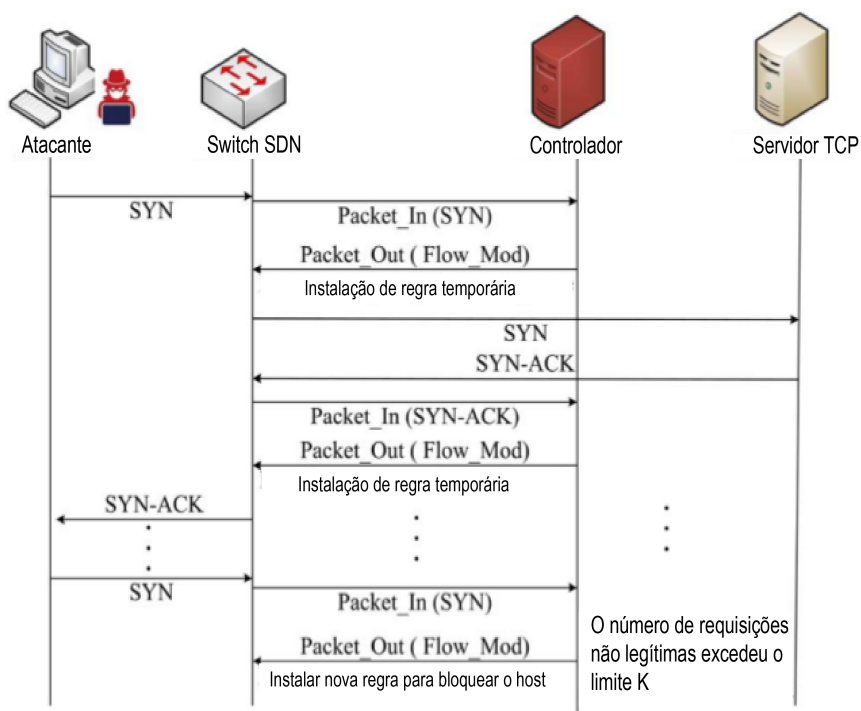 Atacante
Switch SDN
Controlador
Servidor TCP
SYN
Packet_In (SYN)
Packet_Out ( Flow_Mod)
Instalação de regra temporária
SYN
SYN-ACK
Packet_In (SYN-ACK)
Packet_Out ( Flow_Mod)
Instalação de regra temporária
SYN-ACK
SYN
Packet_In (SYN)
Packet_Out ( Flow_Mod)
Instalar nova regra para bloquear o host
O número de requisições
não legítimas excedeu o
limite K